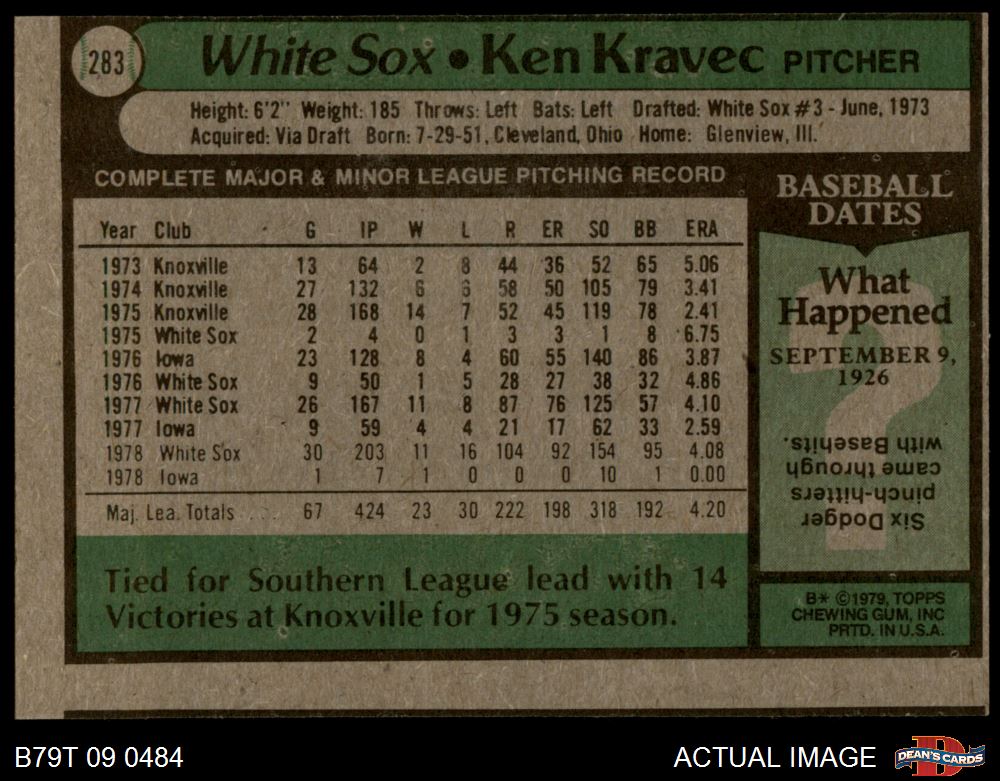 283
White Sox • Ken Kravec PITCHER
Height: 6'2" Weight: 185 Throws: Left Bats: Left Drafted: White Sox #3 - June, 1973
Acquired: Via Draft Born: 7-29-51, Cleveland, Ohio Home: Glenview, Ill.
COMPLETE MAJOR & MINOR LEAGUE PITCHING RECORD
Year Club G IP W L R ER SO BB ERA
1973 Knoxville 13 64 2 8 44 36 52 65 5.06
1974 Knoxville 27 132 6 6 58 50 105 79 3.41
1975 Knoxville 28 168 14 7 52 45 119 78 2.41
1975 White Sox 2 4 0 1 3 3 1 8 6.75
1976 Iowa 23 128 8 4 60 55 140 86 3.87
1976 White Sox 9 50 1 5 28 27 38 32 4.86
1977 White Sox 26 167 11 8 87 76 125 57 4.10
1977 Iowa 9 59 4 4 21 17 62 33 2.59
1978 White Sox 30 203 11 16 104 92 154 95 4.08
1978 Iowa 1 7 1 0 0 0 10 1 0.00
Maj. Lea. Totals . . . 67 424 23 30 222 198 318 192 4.20
Tied for Southern League lead with 14
Victories at Knoxville for 1975 season.
BASEBALL
DATES
What
Happened
SEPTEMBER 9,
1926
?
Six Dodger
pinch-hitters
came through
with Basehits.
B* ©1979, TOPPS
CHEWING GUM, INC
PRTD. IN U.S.A.
B79T 09 0484
ACTUAL IMAGE
D
DEAN'S CARDS